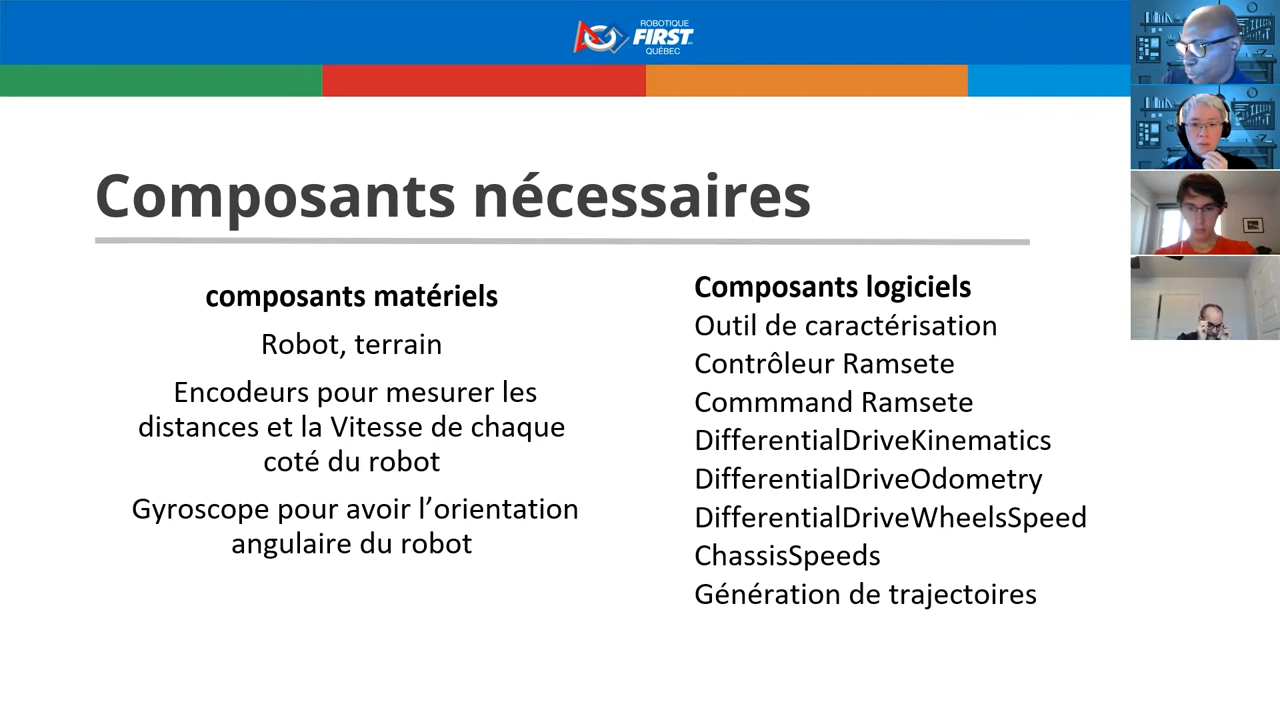 ROBOTIQUE
FIRST
QUÉBEC
Composants nécessaires
composants matériels
Robot, terrain
Encodeurs pour mesurer les
distances et la Vitesse de chaque
coté du robot
Gyroscope pour avoir l’orientation
angulaire du robot
Composants logiciels
Outil de caractérisation
Contrôleur Ramsete
Commmand Ramsete
DifferentialDriveKinematics
DifferentialDriveOdometry
DifferentialDriveWheelsSpeed
ChassisSpeeds
Génération de trajectoires